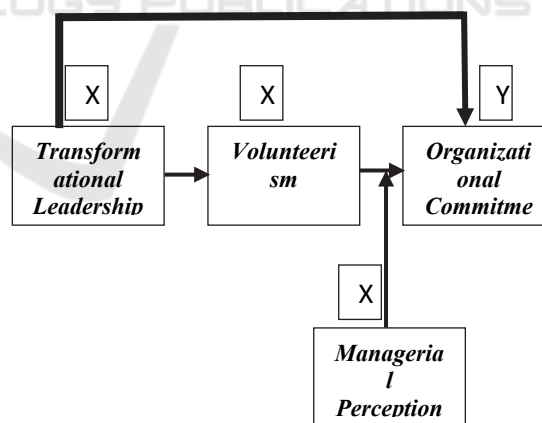 X
X
Y
Transform
ational
Leadership
Volunteeri
sm
Organizati
onal
Commitme
X
Manageria
l
Perception